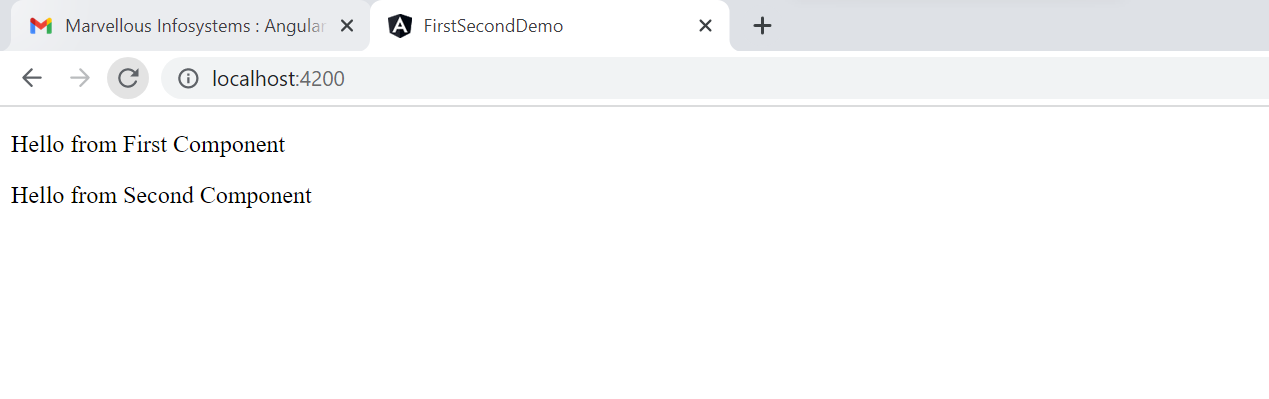 Marvellous Infosystems : Angular
FirstSecondDemo
localhost:4200
Hello from First Component
Hello from Second Component